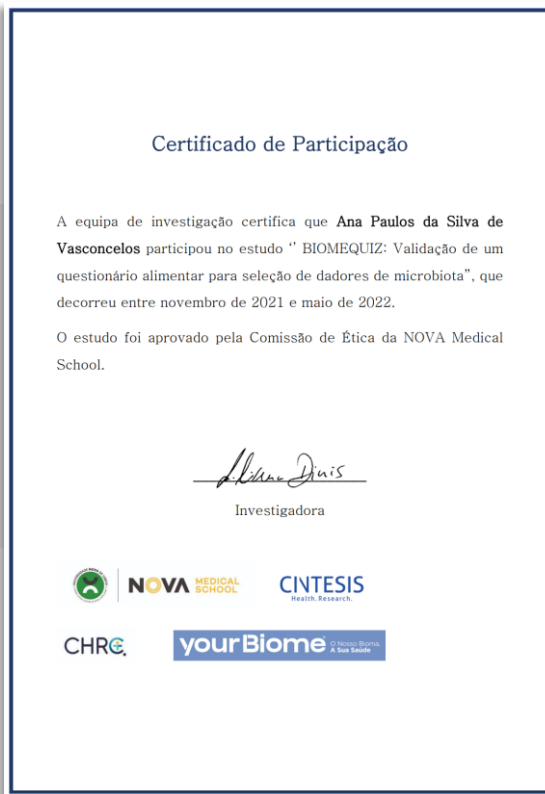 Certificado de Participação
A equipa de investigação certifica que Ana Paulos da Silva de
Vasconcelos participou no estudo ‘’ BIOMEQUIZ: Validação de um
questionário alimentar para seleção de dadores de microbiota”, que
decorreu entre novembro de 2021 e maio de 2022.
O estudo foi aprovado pela Comissão de Ética da NOVA Medical
School.
Dinis
Investigadora
NOVA MEDICAL SCHOOL
CINTESIS
Health.Research.
CHRC
yourBiome O Nosso Bioma,
A Sua Saúde